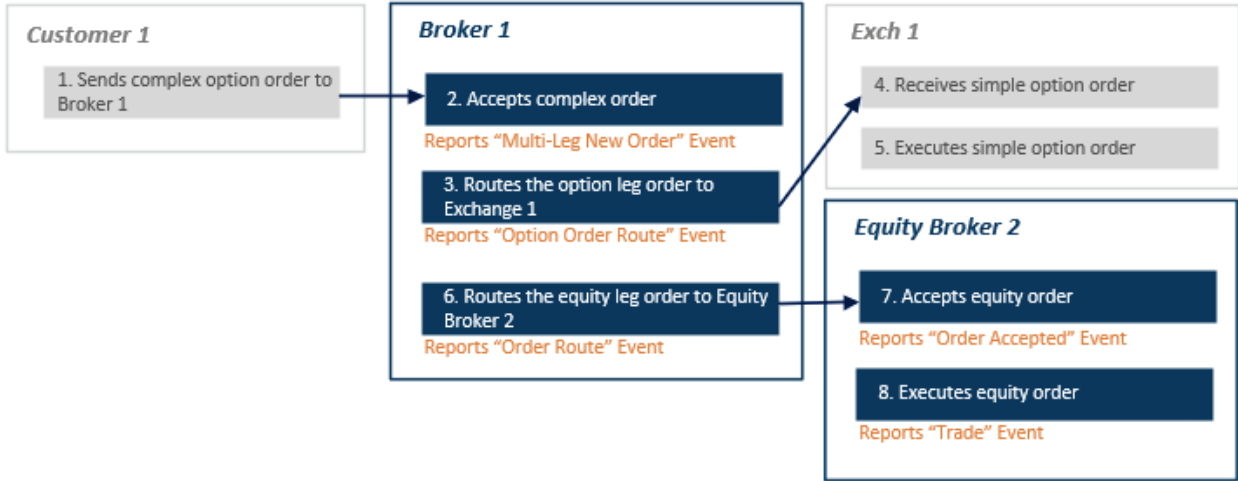 Customer 1
1. Sends complex option order to
Broker 1
Broker 1
2. Accepts complex order
Reports “Multi-Leg New Order” Event
3. Routes the option leg order to
Exchange 1
Reports “Option Order Route” Event
6. Routes the equity leg order to Equity
Broker 2
Reports “Order Route” Event
Exch 1
4. Receives simple option order
5. Executes simple option order
Equity Broker 2
7. Accepts equity order
Reports “Order Accepted” Event
8. Executes equity order
Reports “Trade” Event